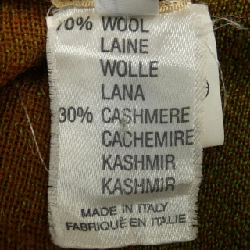 70% WOOL
LAINE
WOLLE
LANA
30% CASHMERE
CACHEMIRE
KASHMIR
KASHMIR
MADE IN ITALY
FABRIQUÉ EN ITALIE